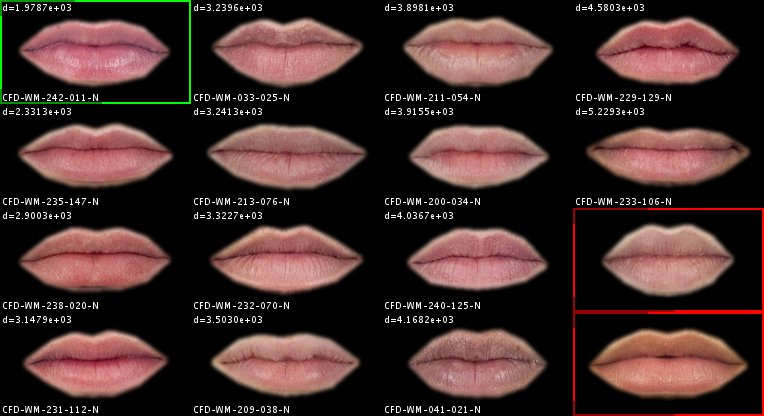 d=1.9787e+03
CFD-WM-242-011-N
d=3.2396e+03
CFD-WM-033-025-N
d=3.8981e+03
CFD-WM-211-054-N
d=4.5803e+03
CFD-WM-229-129-N
d=2.3313e+03
CFD-WM-235-147-N
d=3.2413e+03
CFD-WM-213-076-N
d=3.9155e+03
CFD-WM-200-034-N
d=5.2293e+03
CFD-WM-233-106-N
d=2.9003e+03
CFD-WM-238-020-N
d=3.3227e+03
CFD-WM-232-070-N
d=4.0367e+03
CFD-WM-240-125-N
d=3.1479e+03
CFD-WM-231-112-N
d=3.5030e+03
CFD-WM-209-038-N
d=4.1682e+03
CFD-WM-041-021-N